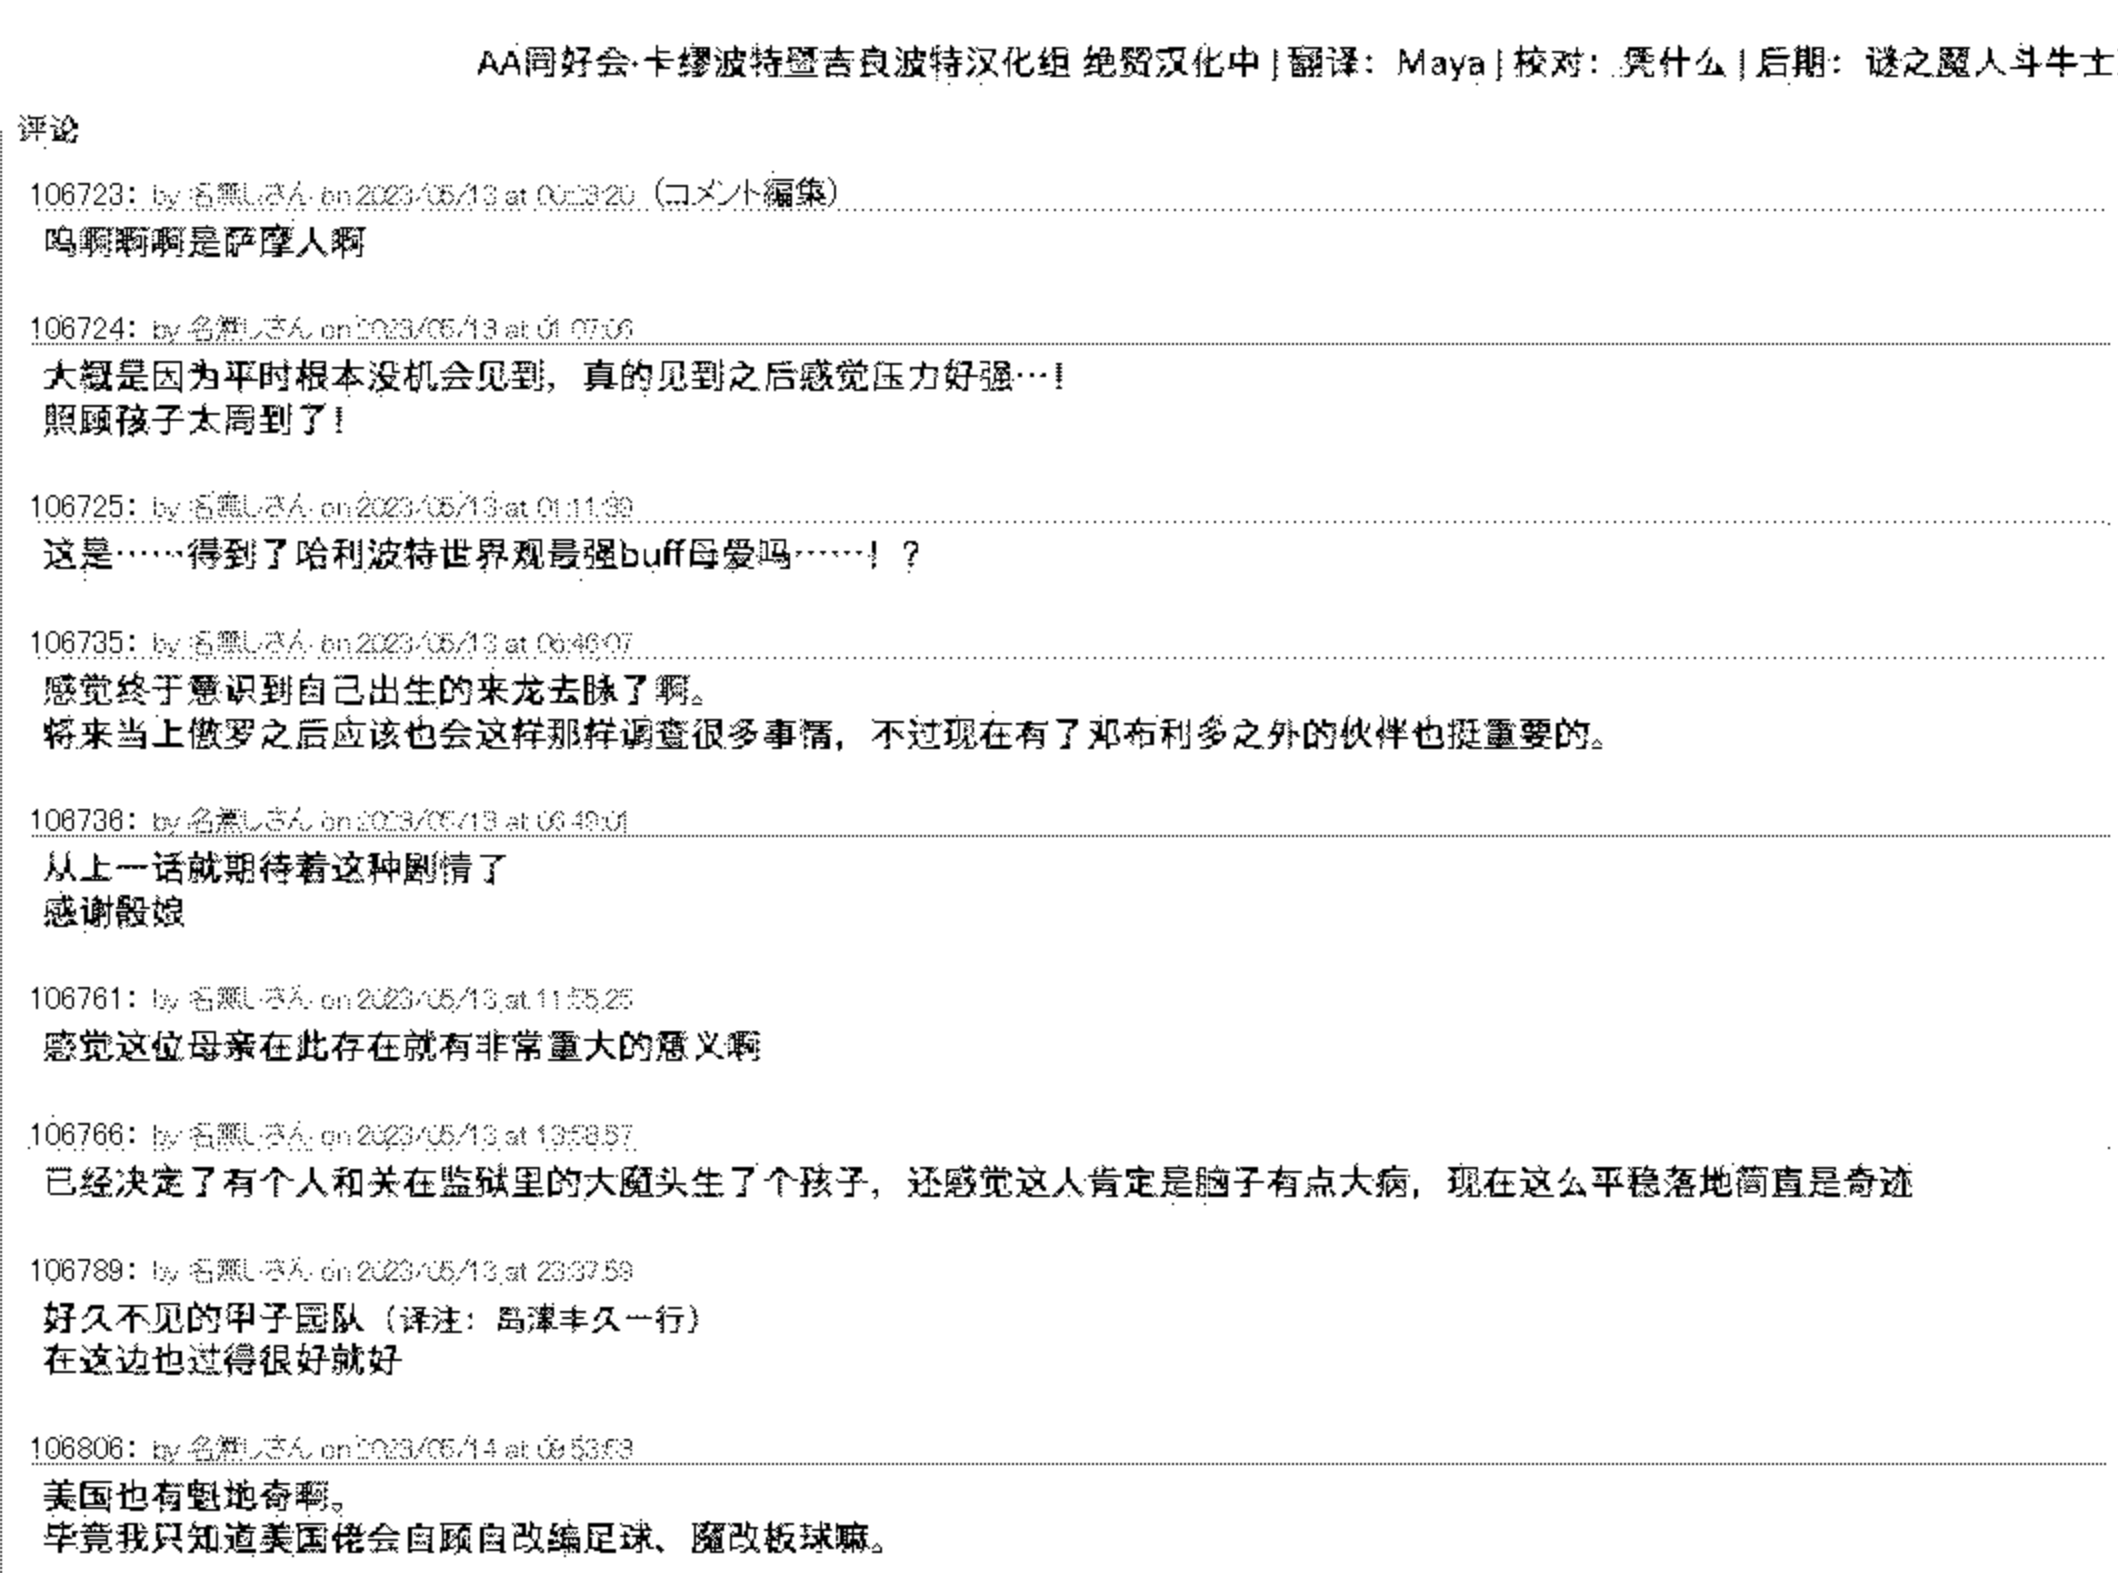 AA同好会·卡缪波特暨吉良波特汉化组 绝赞汉化中 | 翻译：Maya | 校对：凭什么 | 后期：谜之魔人斗牛士
评论
106723：by 名無しさん on 2023/05/13 at 00:03:20（コメント編集）
呜啊啊啊是萨摩人啊
106724：by 名無しさん on 2023/05/13 at 01:07:06
大概是因为平时根本没机会见到，真的见到之后感觉压力好强…！
照顾孩子太周到了！
106725：by 名無しさん on 2023/05/13 at 01:11:39
这是……得到了哈利波特世界观最强buff母爱吗……！？
106735：by 名無しさん on 2023/05/13 at 06:46:07
感觉终于意识到自己出生的来龙去脉了啊。
将来当上傲罗之后应该也会这样那样调查很多事情，不过现在有了邓布利多之外的伙伴也挺重要的。
106736：by 名無しさん on 2023/05/13 at 06:49:01
从上一话就期待着这种剧情了
感谢骰娘
106761：by 名無しさん on 2023/05/13 at 11:55:25
感觉这位母亲在此存在就有非常重大的意义啊
106766：by 名無しさん on 2023/05/13 at 13:58:57
已经决定了有个人和关在监狱里的大魔头生了个孩子，还感觉这人肯定是脑子有点大病，现在这么平稳落地简直是奇迹
106789：by 名無しさん on 2023/05/13 at 23:37:59
好久不见的甲子园队（译注：岛津丰久一行）
在这边也过得很好就好
106806：by 名無しさん on 2023/05/14 at 09:53:53
美国也有魁地奇啊。
毕竟我只知道美国佬会自顾自改编足球、魔改板球嘛。